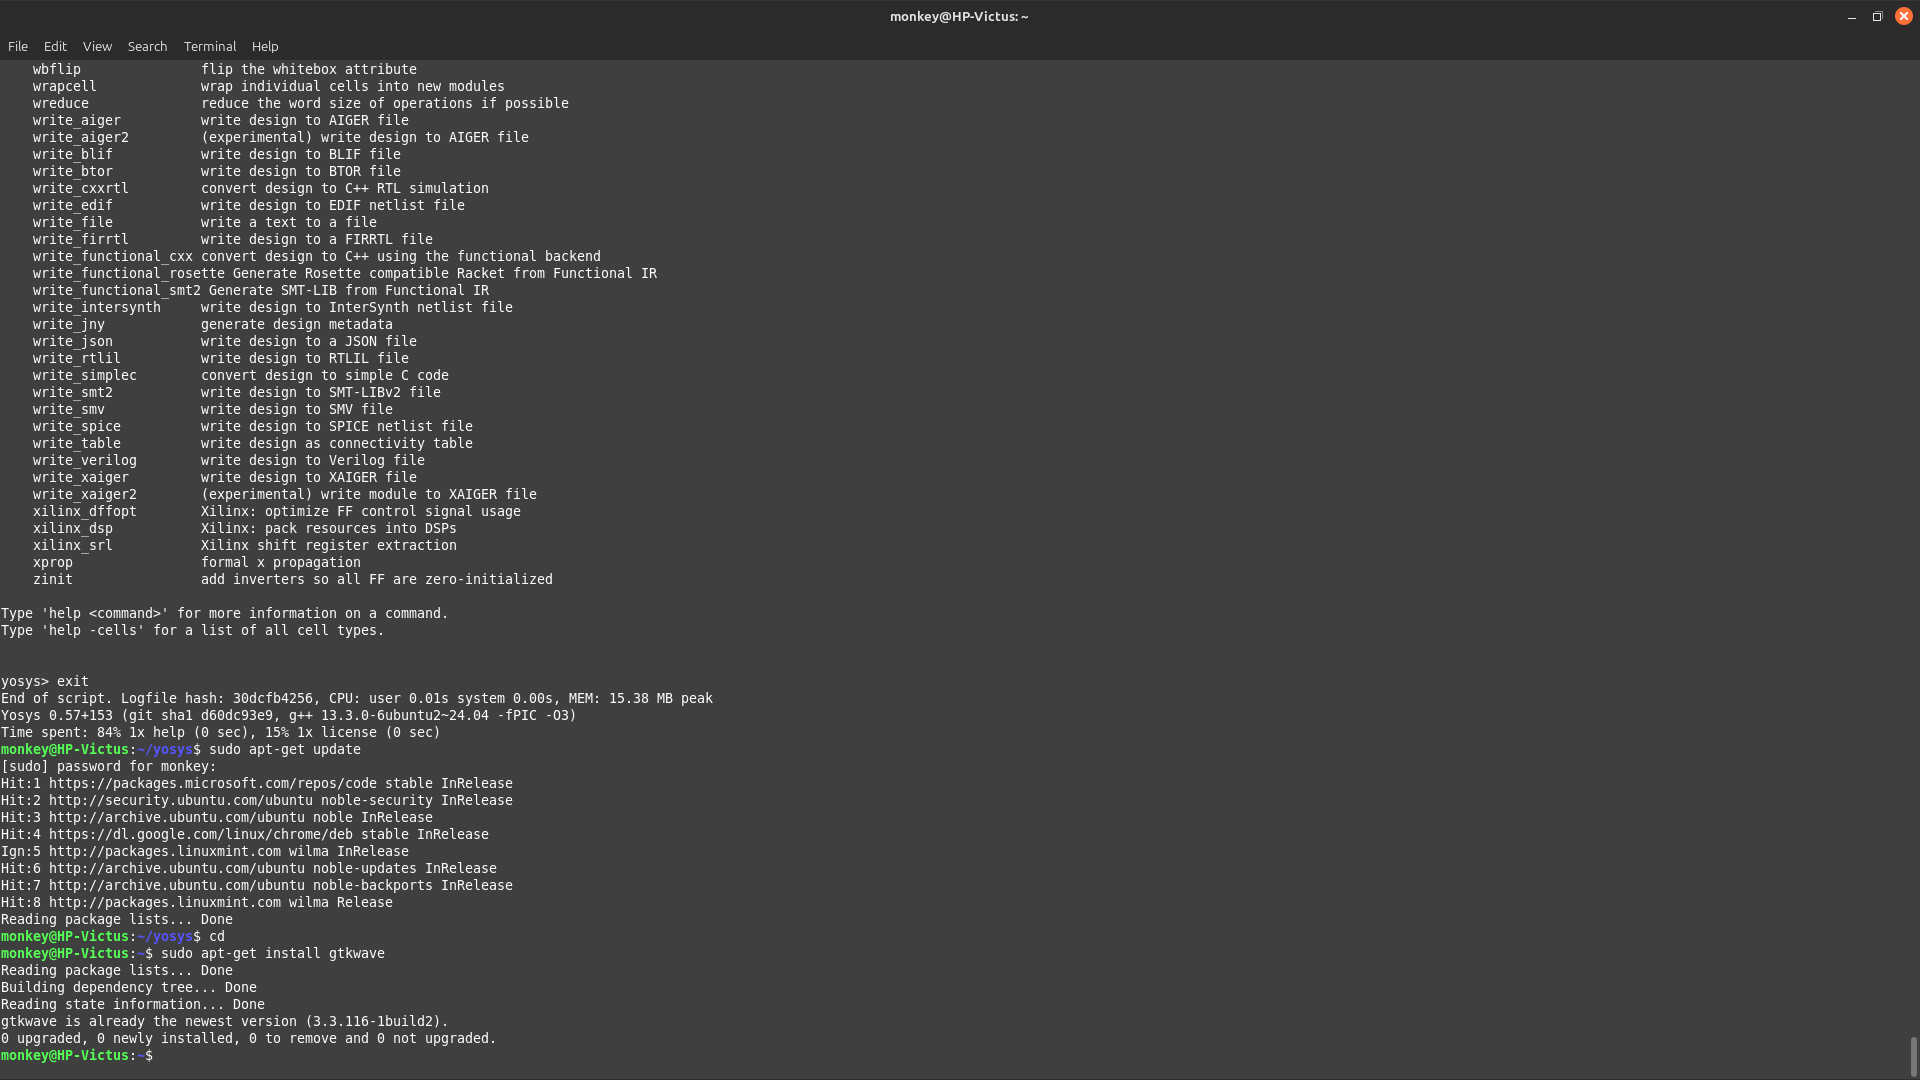 monkey@HP-Victus: ~
File Edit View Search Terminal Help
wbflip flip the whitebox attribute
wrapcell wrap individual cells into new modules
wreduce reduce the word size of operations if possible
write_aiger write design to AIGER file
write_aiger2 (experimental) write design to AIGER file
write_blif write design to BLIF file
write_btor write design to BTOR file
write_cxxrtl convert design to C++ RTL simulation
write_edif write design to EDIF netlist file
write_file write a text to a file
write_firrtl write design to a FIRRTL file
write_functional_cxx convert design to C++ using the functional backend
write_functional_rosette Generate Rosette compatible Racket from Functional IR
write_functional_smt2 Generate SMT-LIB from Functional IR
write_intersynth write design to InterSynth netlist file
write_jny generate design metadata
write_json write design to a JSON file
write_rtlil write design to RTLIL file
write_simplec convert design to simple C code
write_smt2 write design to SMT-LIBv2 file
write_smv write design to SMV file
write_spice write design to SPICE netlist file
write_table write design as connectivity table
write_verilog write design to Verilog file
write_xaiger write design to XAIGER file
write_xaiger2 (experimental) write module to XAIGER file
xilinx_dffopt Xilinx: optimize FF control signal usage
xilinx_dsp Xilinx: pack resources into DSPs
xilinx_srl Xilinx shift register extraction
xprop formal x propagation
zinit add inverters so all FF are zero-initialized
Type 'help <command>' for more information on a command.
Type 'help -cells' for a list of all cell types.
yosys> exit
End of script. Logfile hash: 30dcfb4256, CPU: user 0.01s system 0.00s, MEM: 15.38 MB peak
Yosys 0.57+153 (git sha1 d60dc93e9, g++ 13.3.0-6ubuntu2~24.04 -fPIC -O3)
Time spent: 84% 1x help (0 sec), 15% 1x license (0 sec)
monkey@HP-Victus:~/yosys$ sudo apt-get update
[sudo] password for monkey:
Hit:1 https://packages.microsoft.com/repos/code stable InRelease
Hit:2 http://security.ubuntu.com/ubuntu noble-security InRelease
Hit:3 http://archive.ubuntu.com/ubuntu noble InRelease
Hit:4 https://dl.google.com/linux/chrome/deb stable InRelease
Ign:5 http://packages.linuxmint.com wilma InRelease
Hit:6 http://archive.ubuntu.com/ubuntu noble-updates InRelease
Hit:7 http://archive.ubuntu.com/ubuntu noble-backports InRelease
Hit:8 http://packages.linuxmint.com wilma Release
Reading package lists... Done
monkey@HP-Victus:~/yosys$ cd
monkey@HP-Victus:~$ sudo apt-get install gtkwave
Reading package lists... Done
Building dependency tree... Done
Reading state information... Done
gtkwave is already the newest version (3.3.116-1build2).
0 upgraded, 0 newly installed, 0 to remove and 0 not upgraded.
monkey@HP-Victus:~$